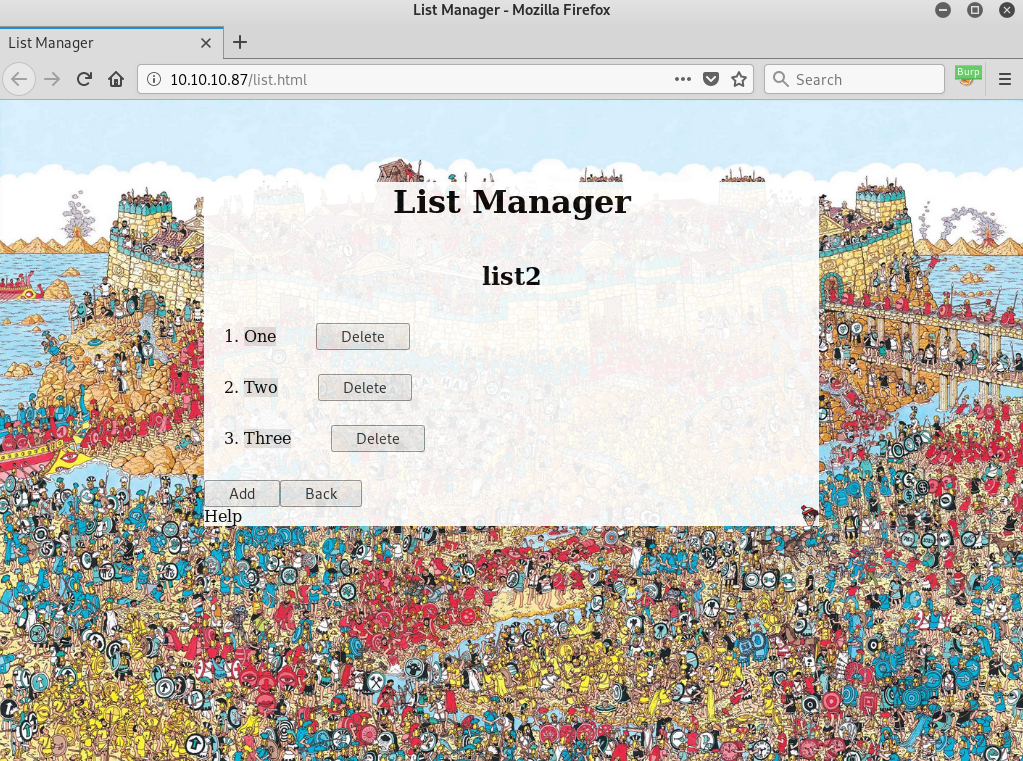 List Manager - Mozilla Firefox
List Manager
10.10.10.87/list.html
Search
Burp
List Manager
list2
1. One Delete
2. Two Delete
3. Three Delete
Add Back
Help